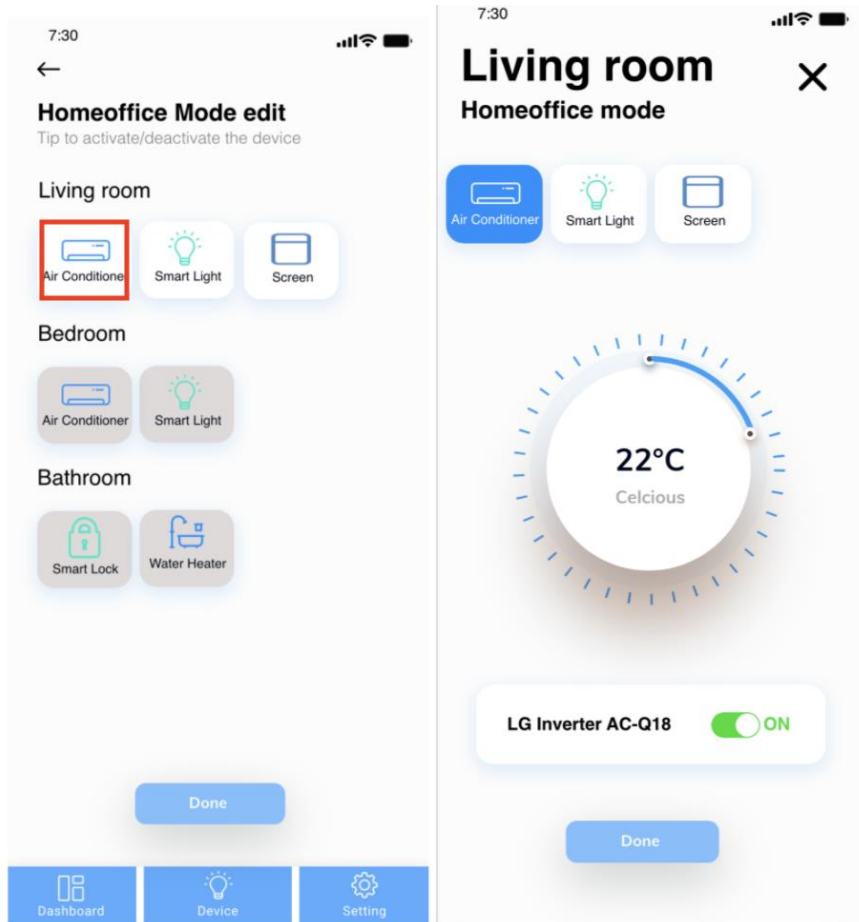 7:30
Homeoffice Mode edit
Tip to activate/deactivate the device
Living room
Air Conditione
Smart Light
Screen
Bedroom
Air Conditioner
Smart Light
Bathroom
Smart Lock
Water Heater
Done
Dashboard
Device
Setting
7:30
Living room
Homeoffice mode
Air Conditioner
Smart Light
Screen
22°C
Celcious
LG Inverter AC-Q18
ON
Done